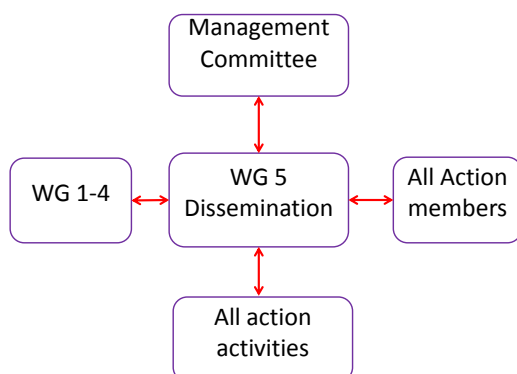 Management
Committee
WG 1-4
WG 5
Dissemination
All Action
members
All action
activities